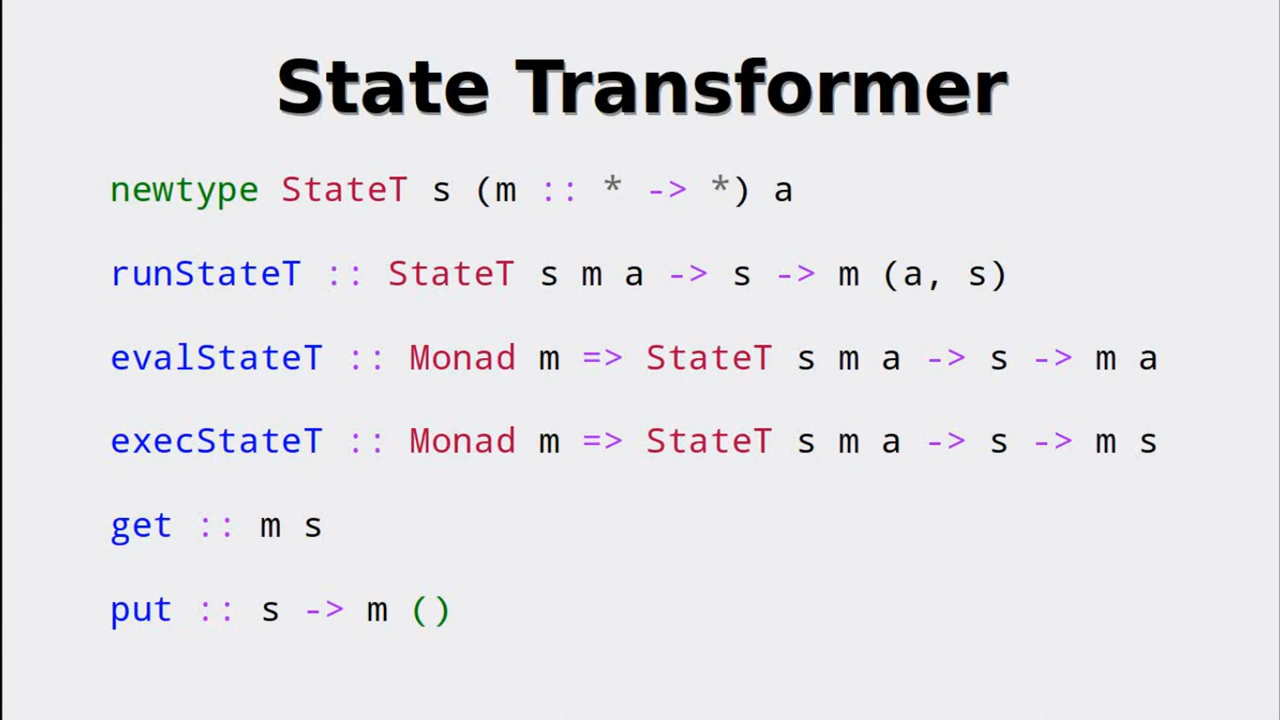 State Transformer
newtype StateT s (m :: * -> *) a
runStateT :: StateT s m a -> s -> m (a, s)
evalStateT :: Monad m => StateT s m a -> s -> m a
execStateT :: Monad m => StateT s m a -> s -> m s
get :: m s
put :: s -> m ()